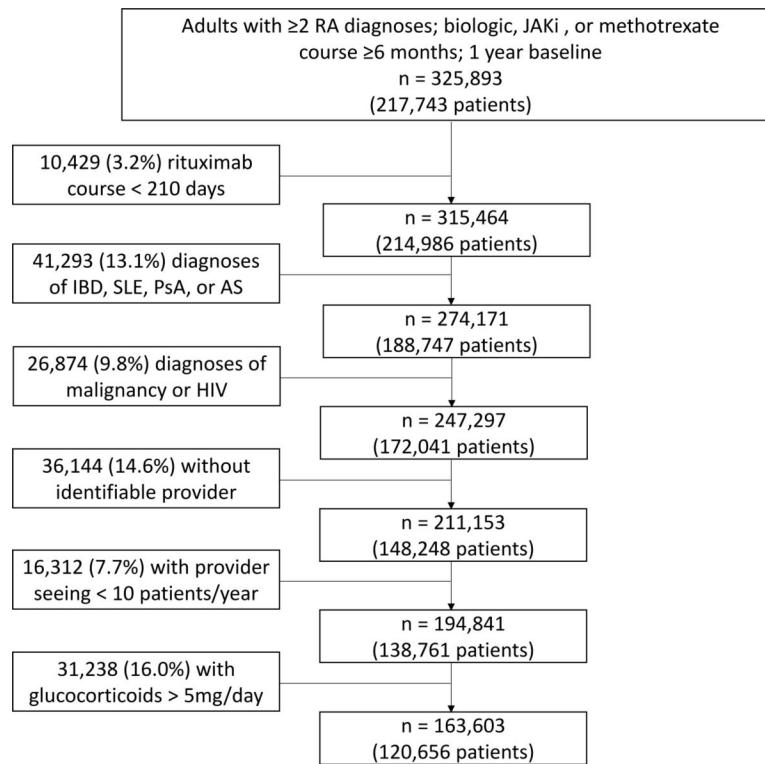 Adults with ≥2 RA diagnoses; biologic, JAKi , or methotrexate
course ≥6 months; 1 year baseline
n = 325,893
(217,743 patients)
10,429 (3.2%) rituximab
course < 210 days
n = 315,464
(214,986 patients)
41,293 (13.1%) diagnoses
of IBD, SLE, PsA, or AS
n = 274,171
(188,747 patients)
26,874 (9.8%) diagnoses of
malignancy or HIV
n = 247,297
(172,041 patients)
36,144 (14.6%) without
identifiable provider
n = 211,153
(148,248 patients)
16,312 (7.7%) with provider
seeing < 10 patients/year
n = 194,841
(138,761 patients)
31,238 (16.0%) with
glucocorticoids > 5mg/day
n = 163,603
(120,656 patients)